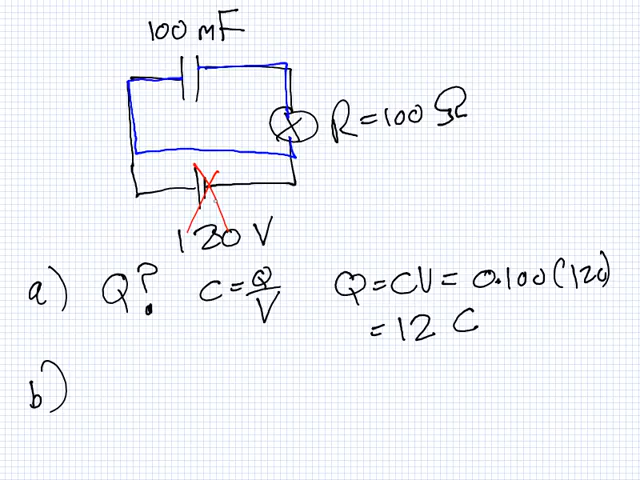 100 mF
R=100 Ω
120 V
a) Q? C = Q/V Q = CV = 0.100(120)
= 12 C
b)